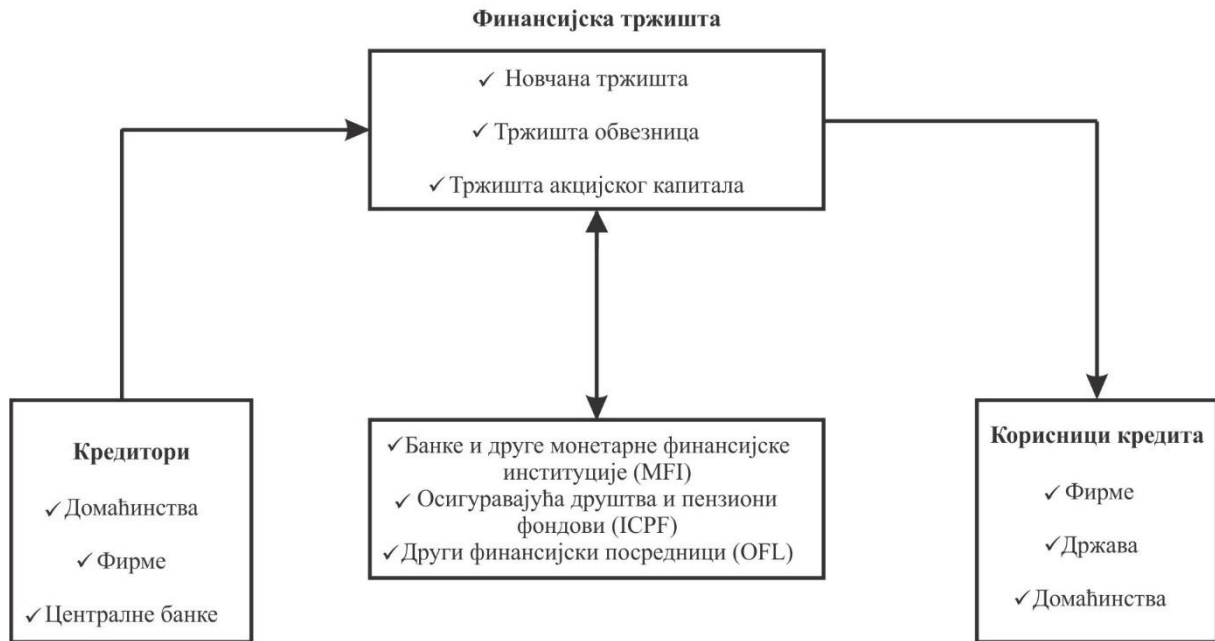 Финансијска тржишта
✓ Новчана тржишта
✓ Тржишта обвезница
✓ Тржишта акцијског капитала
Кредитори
✓ Домаћинства
✓ Фирме
✓ Централне банке
✓ Банке и друге монетарне финансијске
институције (MFI)
✓ Осигуравајућа друштва и пензиони
фондови (ICPF)
✓ Други финансијски посредници (OFL)
Корисници кредита
✓ Фирме
✓ Држава
✓ Домаћинства